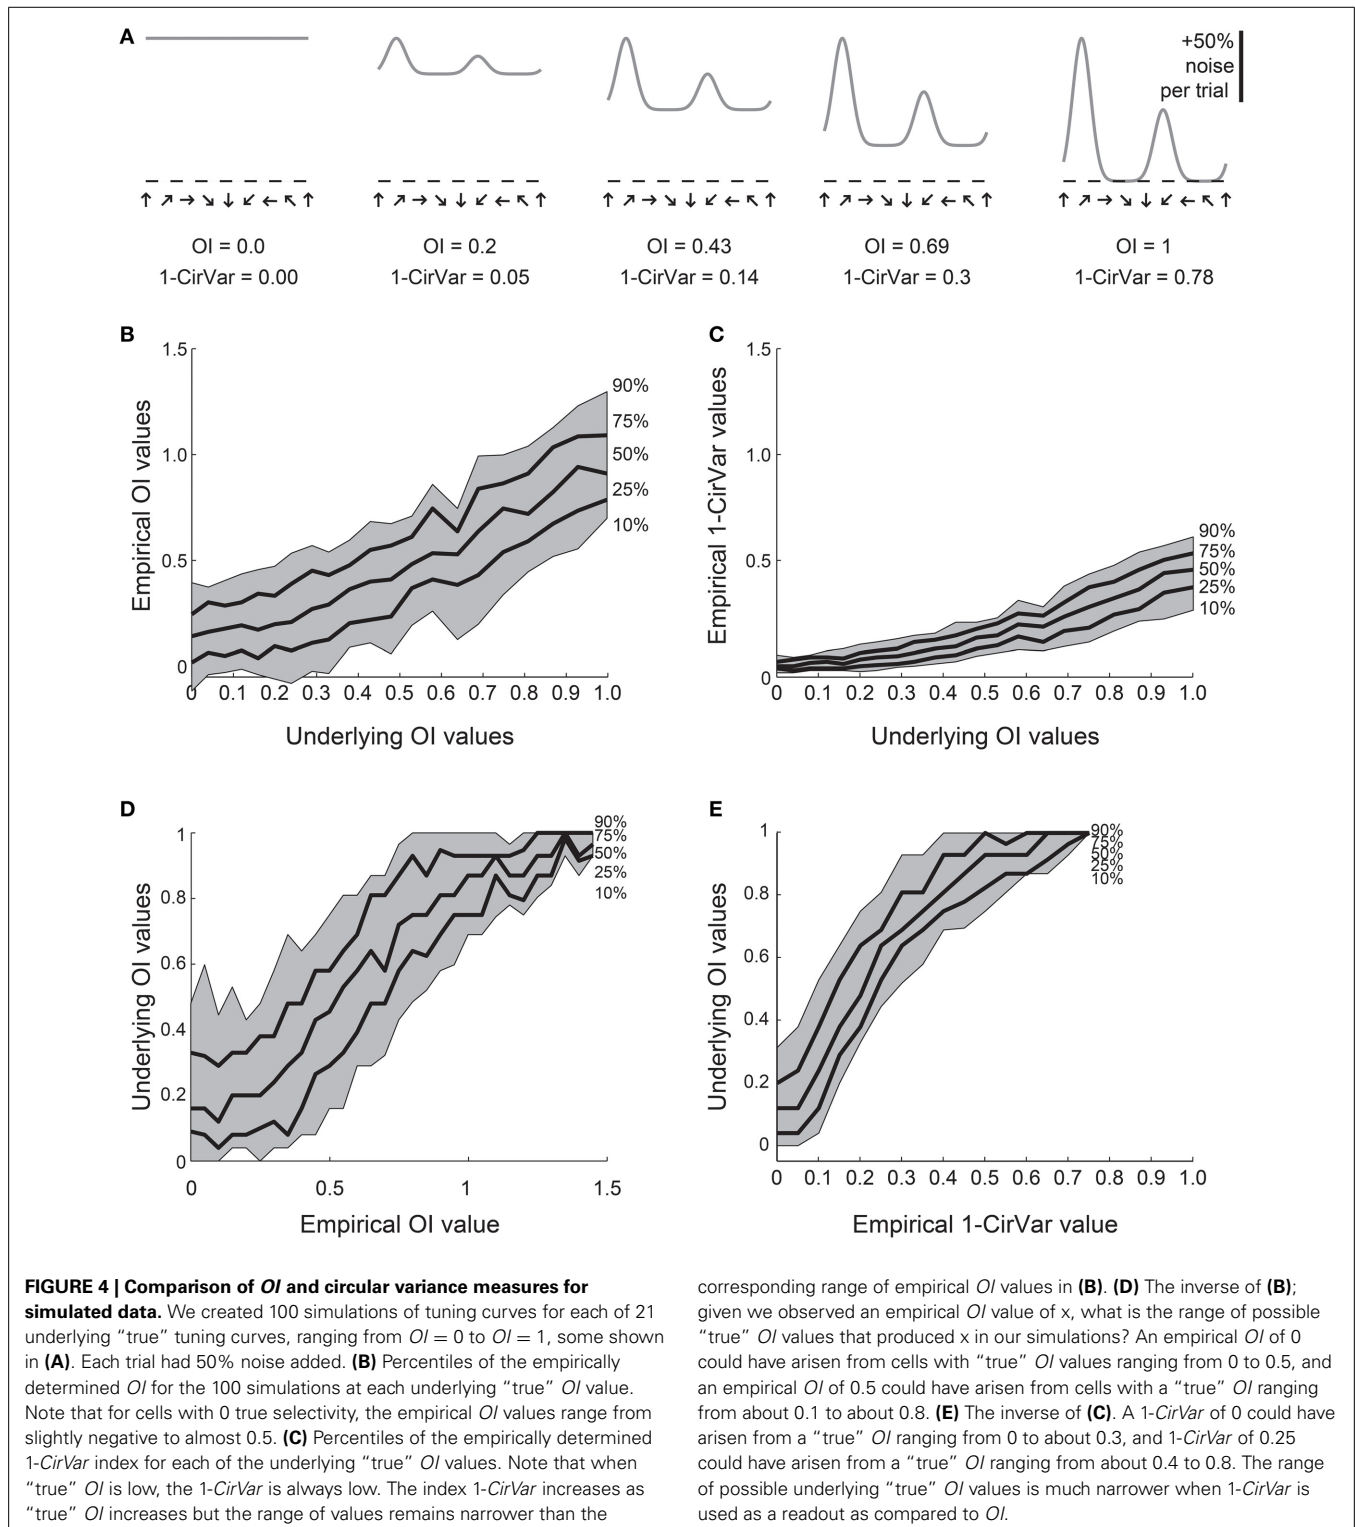 A
+50%
noise
per trial
↑ ↗ → ↘ ↓ ↙ ← ↖ ↑ ↑ ↗ → ↘ ↓ ↙ ← ↖ ↑ ↑ ↗ → ↘ ↓ ↙ ← ↖ ↑ ↑ ↗ → ↘ ↓ ↙ ← ↖ ↑ ↑ ↗ → ↘ ↓ ↙ ← ↖ ↑
OI = 0.0 OI = 0.2 OI = 0.43 OI = 0.69 OI = 1
1-CirVar = 0.00 1-CirVar = 0.05 1-CirVar = 0.14 1-CirVar = 0.3 1-CirVar = 0.78
B
1.5
1.0
0.5
0
Empirical OI values
90%
75%
50%
25%
10%
0 0.1 0.2 0.3 0.4 0.5 0.6 0.7 0.8 0.9 1.0
Underlying OI values
C
1.5
1.0
0.5
0
Empirical 1-CirVar values
90%
75%
50%
25%
10%
0 0.1 0.2 0.3 0.4 0.5 0.6 0.7 0.8 0.9 1.0
Underlying OI values
D
1
0.8
0.6
0.4
0.2
0
Underlying OI values
90%
75%
50%
25%
10%
0 0.5 1 1.5
Empirical OI value
E
1
0.8
0.6
0.4
0.2
0
Underlying OI values
90%
75%
50%
25%
10%
0 0.1 0.2 0.3 0.4 0.5 0.6 0.7 0.8 0.9 1.0
Empirical 1-CirVar value
FIGURE 4 | Comparison of OI and circular variance measures for
simulated data. We created 100 simulations of tuning curves for each of 21
underlying “true” tuning curves, ranging from OI = 0 to OI = 1, some shown
in (A). Each trial had 50% noise added. (B) Percentiles of the empirically
determined OI for the 100 simulations at each underlying “true” OI value.
Note that for cells with 0 true selectivity, the empirical OI values range from
slightly negative to almost 0.5. (C) Percentiles of the empirically determined
1-CirVar index for each of the underlying “true” OI values. Note that when
“true” OI is low, the 1-CirVar is always low. The index 1-CirVar increases as
“true” OI increases but the range of values remains narrower than the
corresponding range of empirical OI values in (B). (D) The inverse of (B);
given we observed an empirical OI value of x, what is the range of possible
“true” OI values that produced x in our simulations? An empirical OI of 0
could have arisen from cells with “true” OI values ranging from 0 to 0.5, and
an empirical OI of 0.5 could have arisen from cells with a “true” OI ranging
from about 0.1 to about 0.8. (E) The inverse of (C). A 1-CirVar of 0 could have
arisen from a “true” OI ranging from 0 to about 0.3, and 1-CirVar of 0.25
could have arisen from a “true” OI ranging from about 0.4 to 0.8. The range
of possible underlying “true” OI values is much narrower when 1-CirVar is
used as a readout as compared to OI.